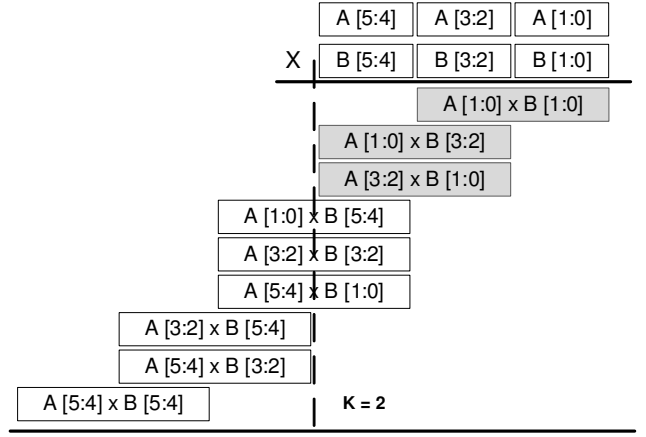 A [5:4] A [3:2] A [1:0]
X B [5:4] B [3:2] B [1:0]
A [1:0] x B [1:0]
A [1:0] x B [3:2]
A [3:2] x B [1:0]
A [1:0] x B [5:4]
A [3:2] x B [3:2]
A [5:4] x B [1:0]
A [3:2] x B [5:4]
A [5:4] x B [3:2]
A [5:4] x B [5:4] K = 2